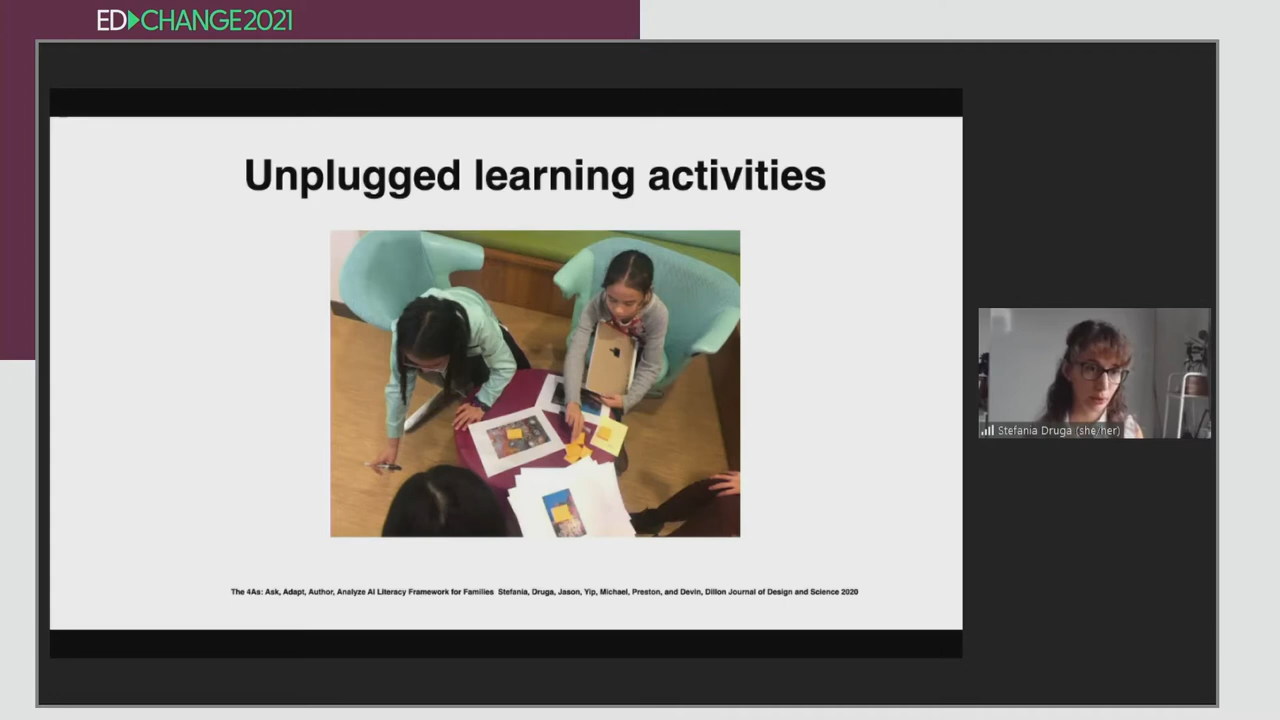 ED▶CHANGE2021
Unplugged learning activities
The 4As: Ask, Adapt, Author, Analyze AI Literacy Framework for Families Stefania, Druga, Jason, Yip, Michael, Preston, and Devin, Dillon Journal of Design and Science 2020
Stefania Druga (she/her)